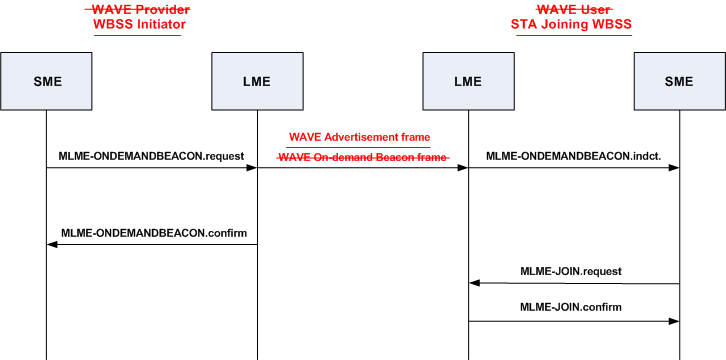 WAVE Provider
WBSS Initiator
WAVE User
STA Joining WBSS
SME
LME
LME
SME
WAVE Advertisement frame
MLME-ONDEMANDBEACON.request
WAVE On-demand Beacon frame
MLME-ONDEMANDBEACON.indct.
MLME-ONDEMANDBEACON.confirm
MLME-JOIN.request
MLME-JOIN.confirm